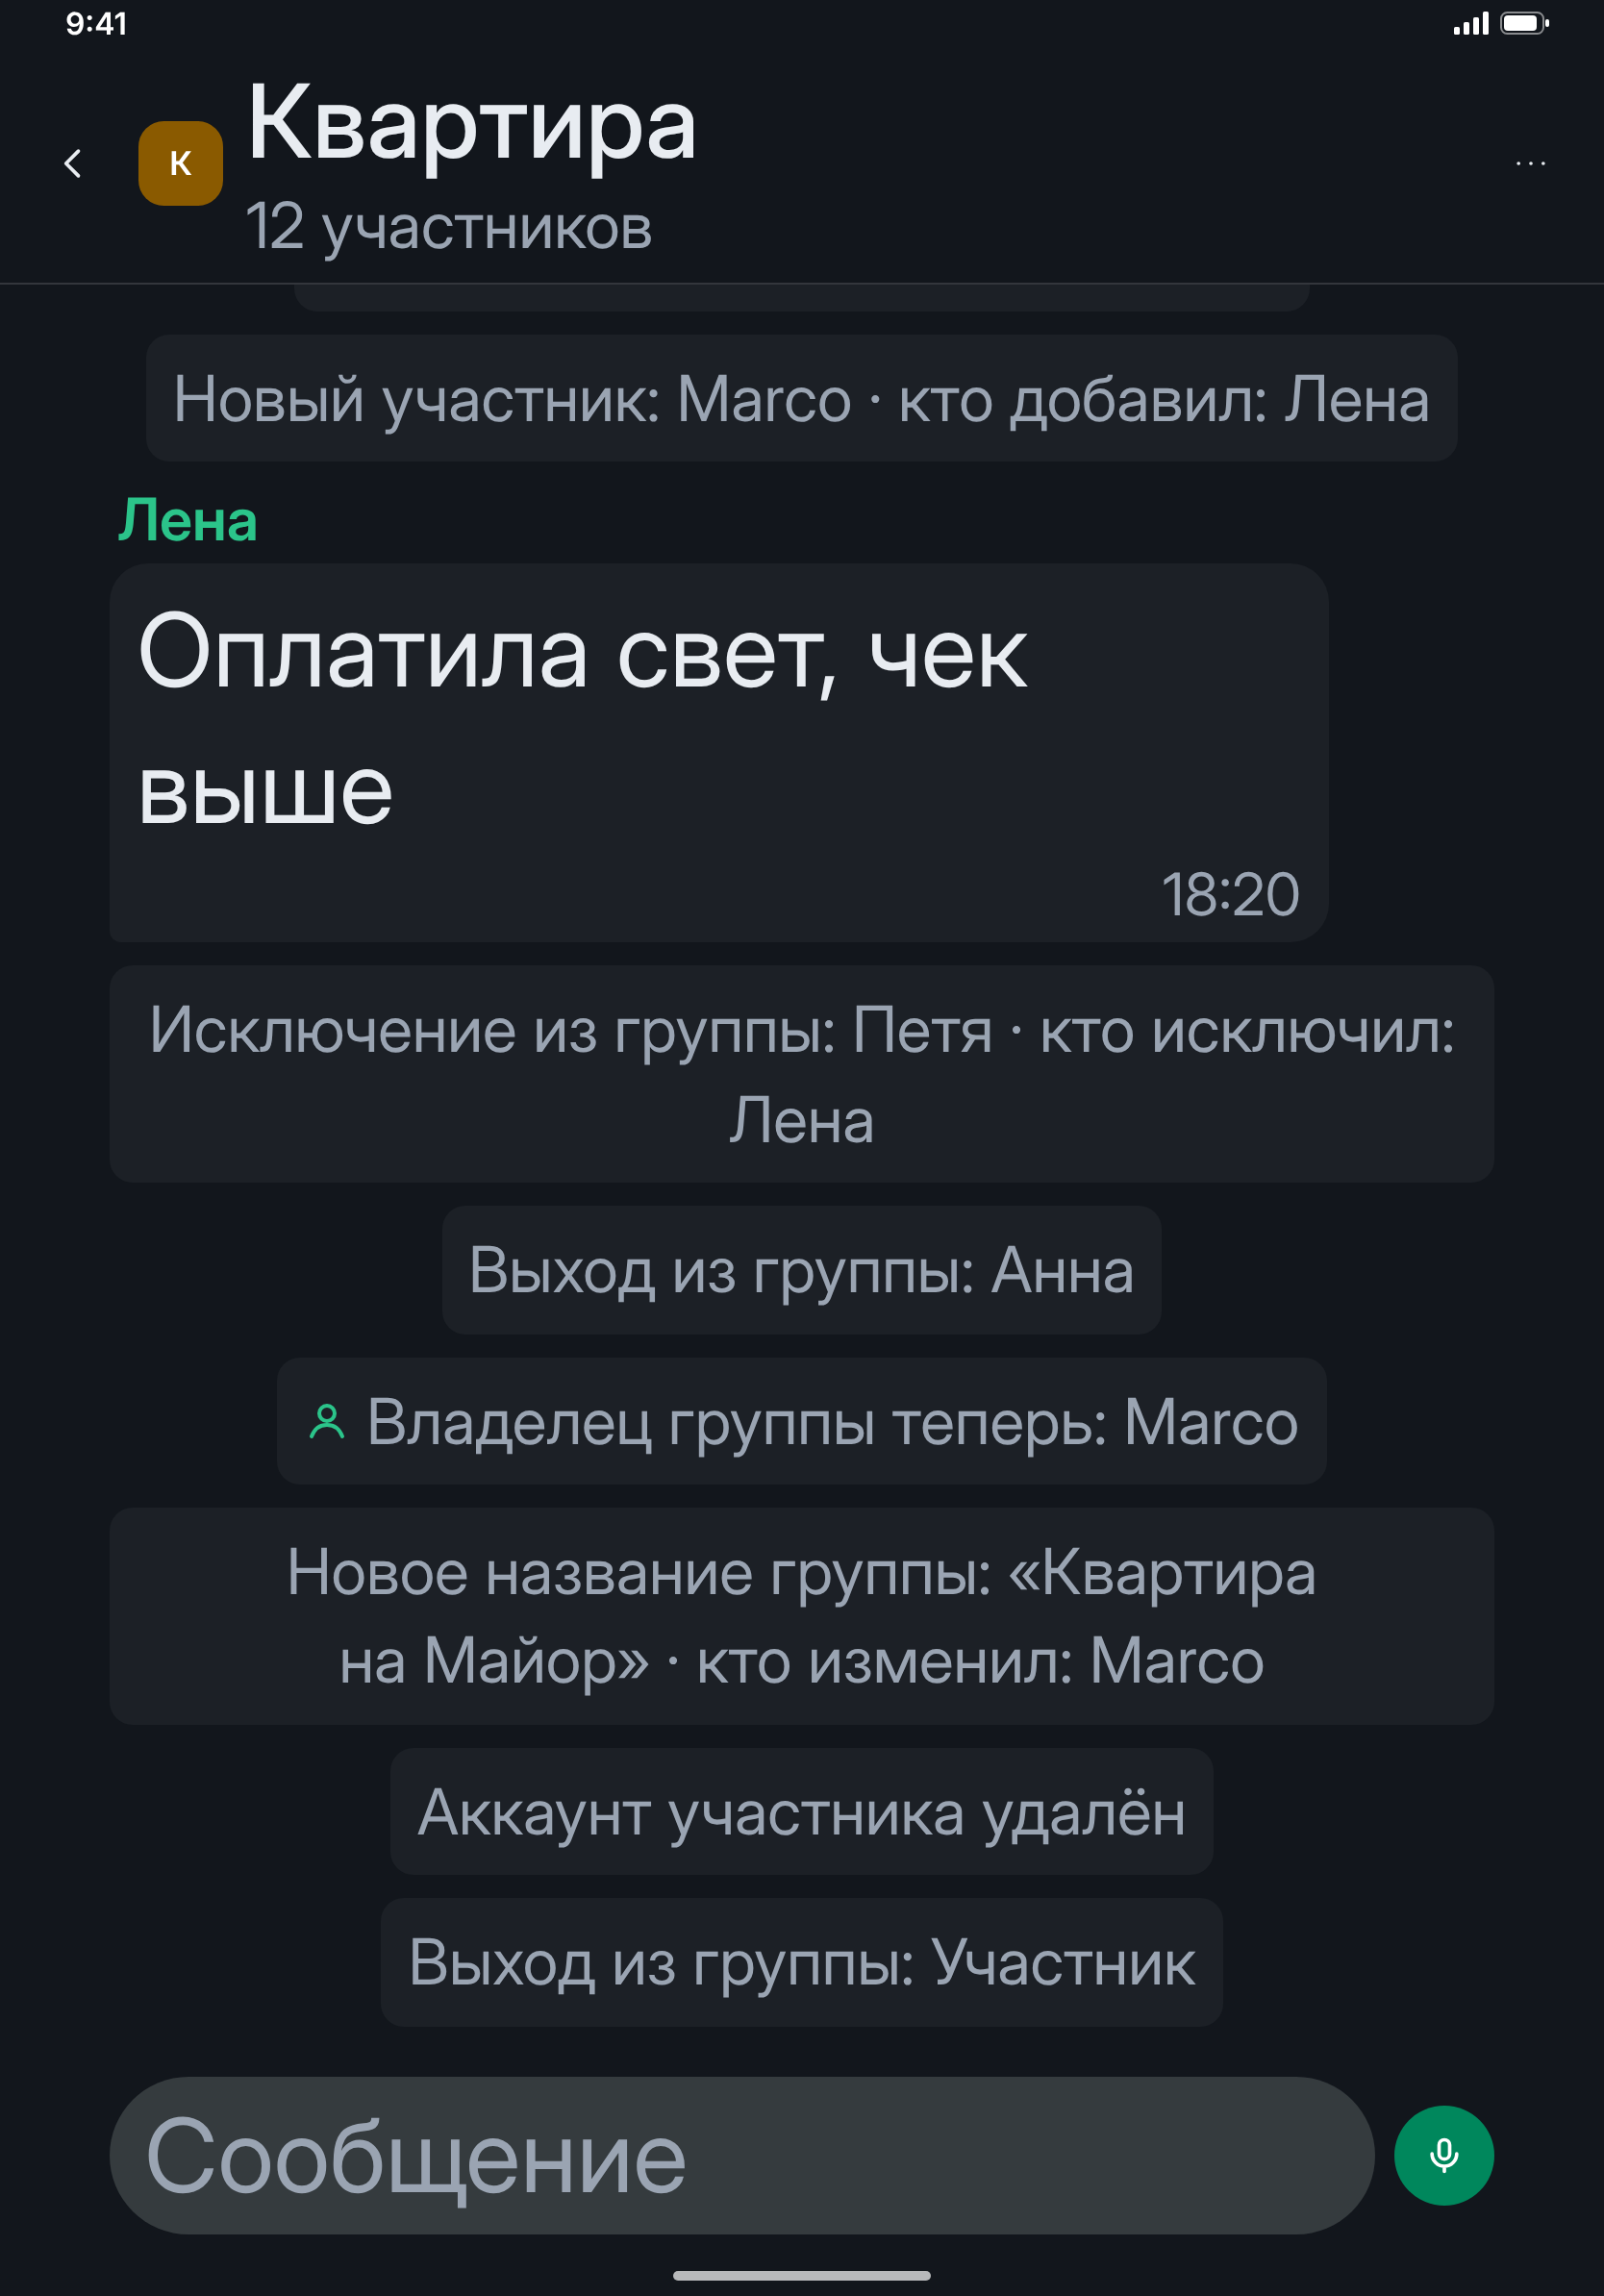 9:41
К
Квартира
12 участников
Новый участник: Marco · кто добавил: Лена
Лена
Оплатила свет, чек
выше
18:20
Исключение из группы: Петя · кто исключил:
Лена
Выход из группы: Анна
Владелец группы теперь: Marco
Новое название группы: «Квартира
на Майор» · кто изменил: Marco
Аккаунт участника удалён
Выход из группы: Участник
Сообщение